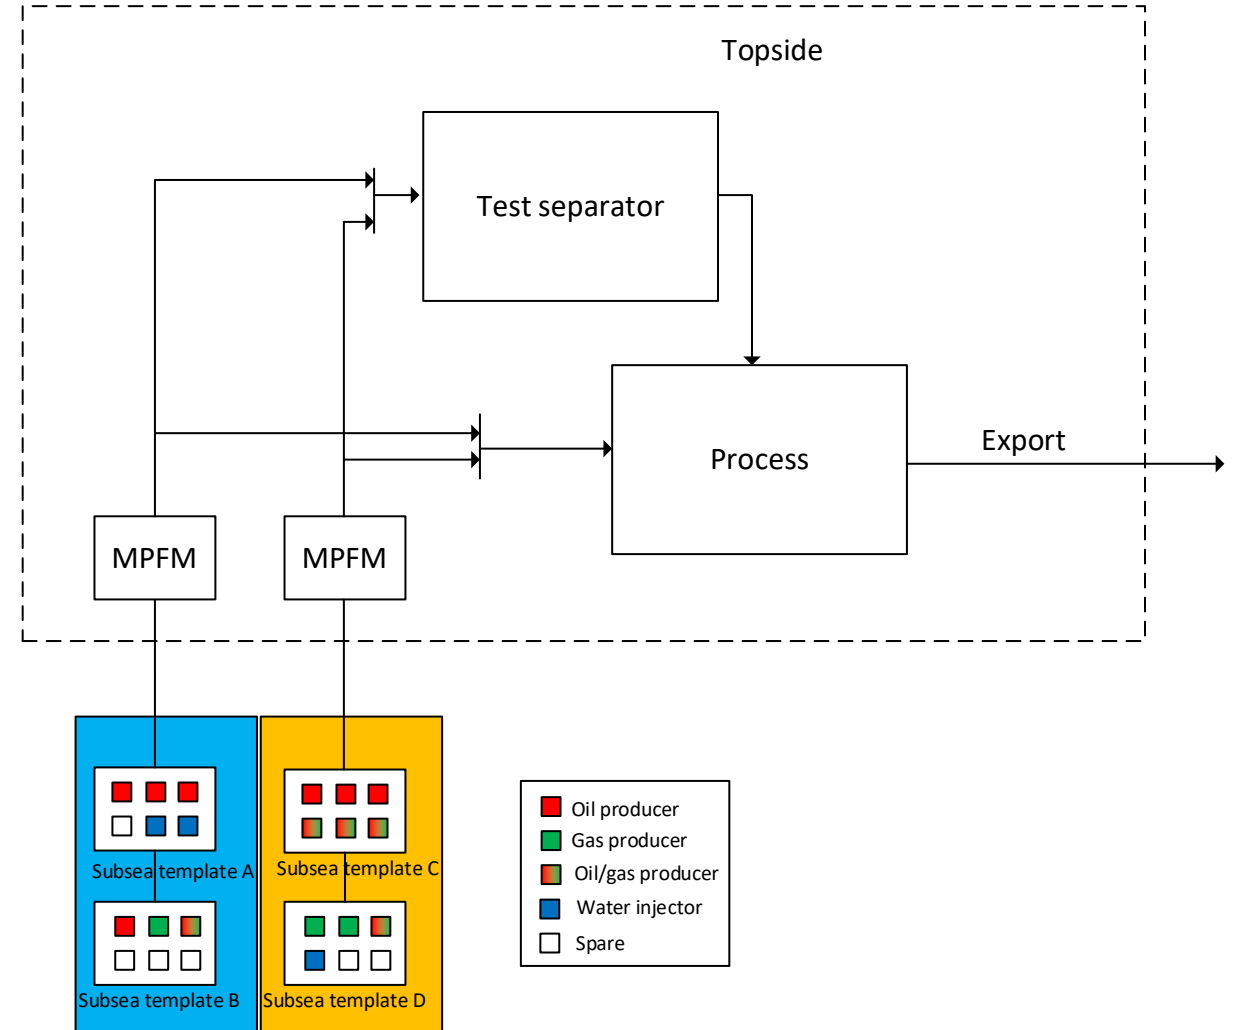 Topside
Test separator
Process
Export
MPFM
MPFM
Subsea template A
Subsea template C
Subsea template B
Subsea template D
Oil producer
Gas producer
Oil/gas producer
Water injector
Spare